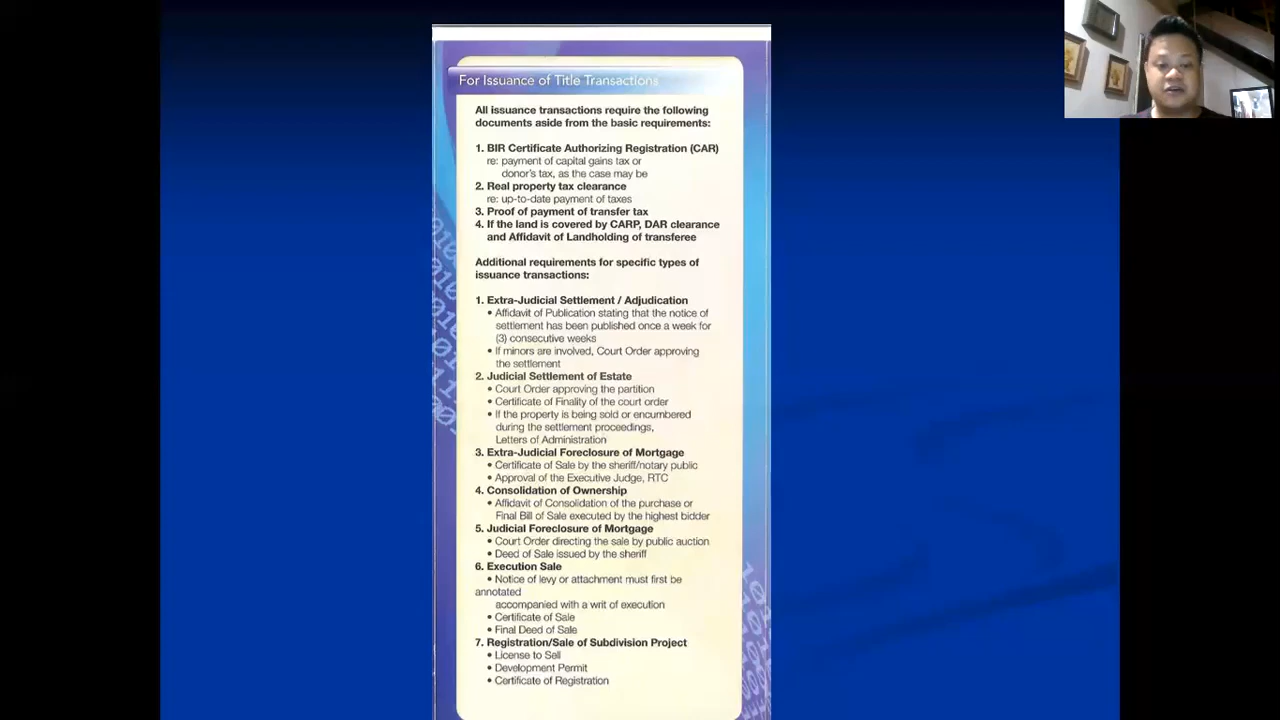 For Issuance of Title Transactions
All issuance transactions require the following
documents aside from the basic requirements:
1. BIR Certificate Authorizing Registration (CAR)
re: payment of capital gains tax or
donor's tax, as the case may be
2. Real property tax clearance
re: up-to-date payment of taxes
3. Proof of payment of transfer tax
4. If the land is covered by CARP, DAR clearance
and Affidavit of Landholding of transferee
Additional requirements for specific types of
issuance transactions:
1. Extra-Judicial Settlement / Adjudication
• Affidavit of Publication stating that the notice of
settlement has been published once a week for
(3) consecutive weeks
• If minors are involved, Court Order approving
the settlement
2. Judicial Settlement of Estate
• Court Order approving the partition
• Certificate of Finality of the court order
• If the property is being sold or encumbered
during the settlement proceedings,
Letters of Administration
3. Extra-Judicial Foreclosure of Mortgage
• Certificate of Sale by the sheriff/notary public
• Approval of the Executive Judge, RTC
4. Consolidation of Ownership
• Affidavit of Consolidation of the purchase or
Final Bill of Sale executed by the highest bidder
5. Judicial Foreclosure of Mortgage
• Court Order directing the sale by public auction
• Deed of Sale issued by the sheriff
6. Execution Sale
• Notice of levy or attachment must first be
annotated
accompanied with a writ of execution
• Certificate of Sale
• Final Deed of Sale
7. Registration/Sale of Subdivision Project
• License to Sell
• Development Permit
• Certificate of Registration